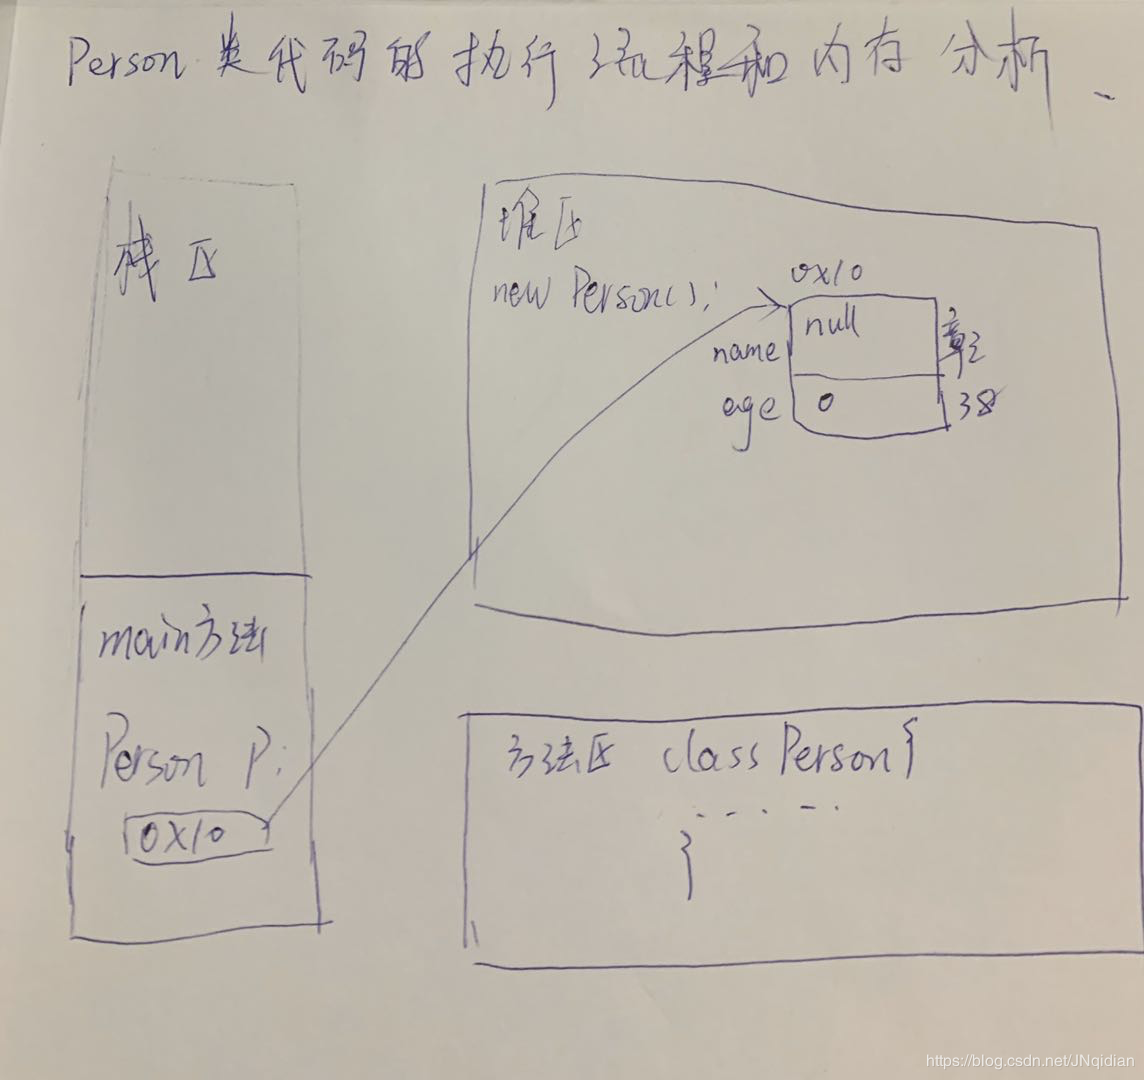 Person 类代码的执行流程和内存分析、
栈区
main方法
Person p;
0x10
堆区
new Person();
0x10
name
null
age
0
38
方法区 class Person{
.....
}
https://blog.csdn.net/JNqidian